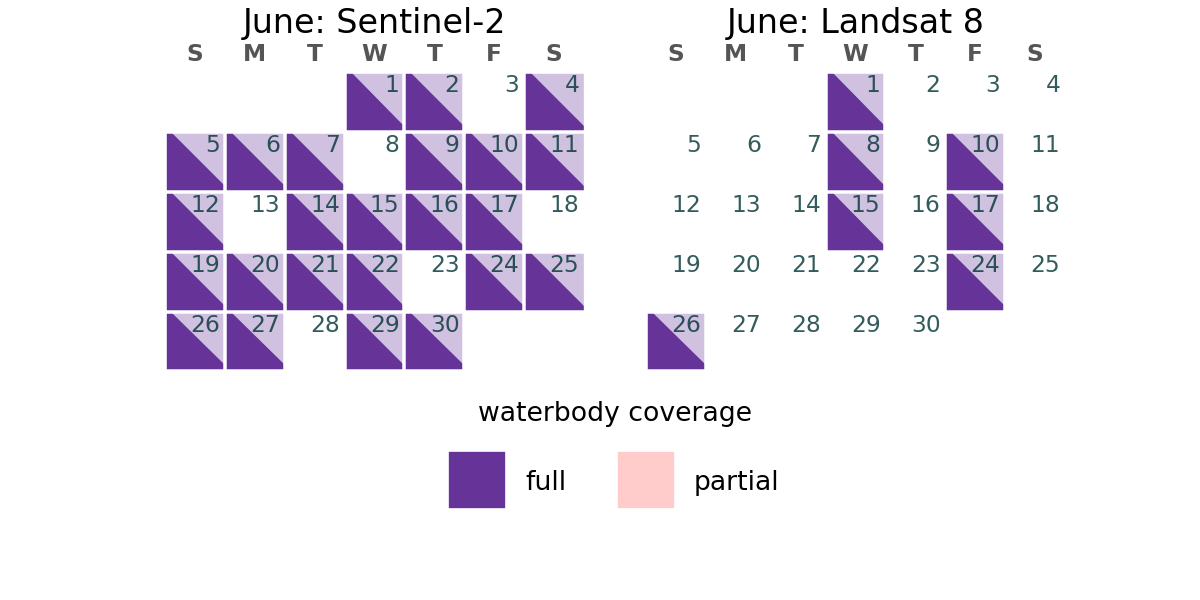 June: Sentinel-2
S M T W T F S
1 2 3 4
5 6 7 8 9 10 11
12 13 14 15 16 17 18
19 20 21 22 23 24 25
26 27 28 29 30
June: Landsat 8
S M T W T F S
1 2 3 4
5 6 7 8 9 10 11
12 13 14 15 16 17 18
19 20 21 22 23 24 25
26 27 28 29 30
waterbody coverage
full partial